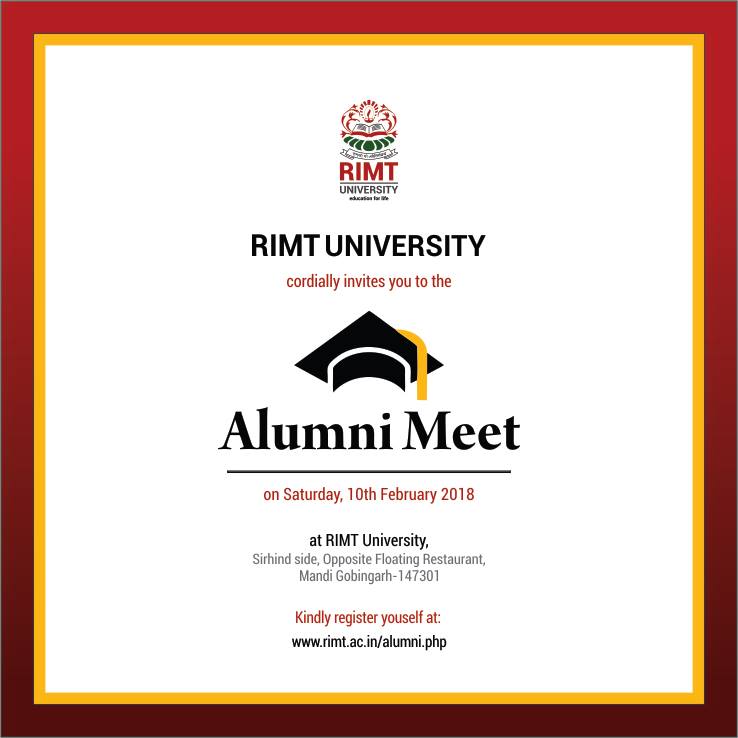 RIMT
UNIVERSITY
education for life
RIMT UNIVERSITY
cordially invites you to the
Alumni Meet
on Saturday, 10th February 2018
at RIMT University,
Sirhind side, Opposite Floating Restaurant,
Mandi Gobingarh-147301
Kindly register youself at:
www.rimt.ac.in/alumni.php